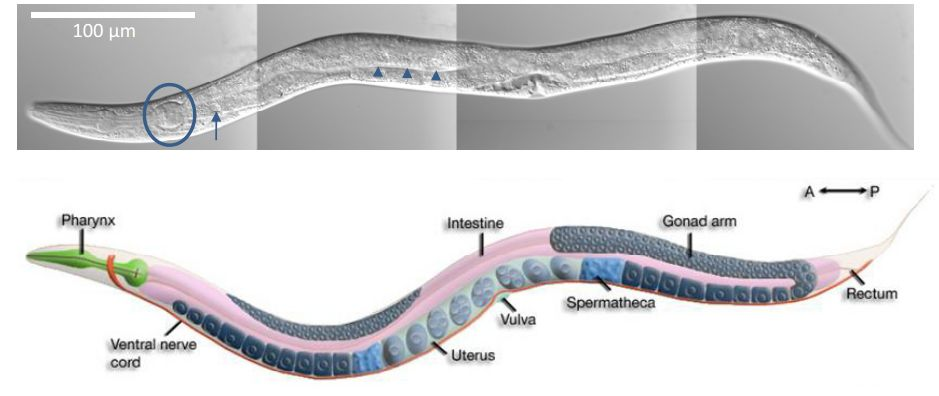 100 µm
A P
Pharynx
Intestine
Gonad arm
Rectum
Spermatheca
Vulva
Ventral nerve
cord
Uterus